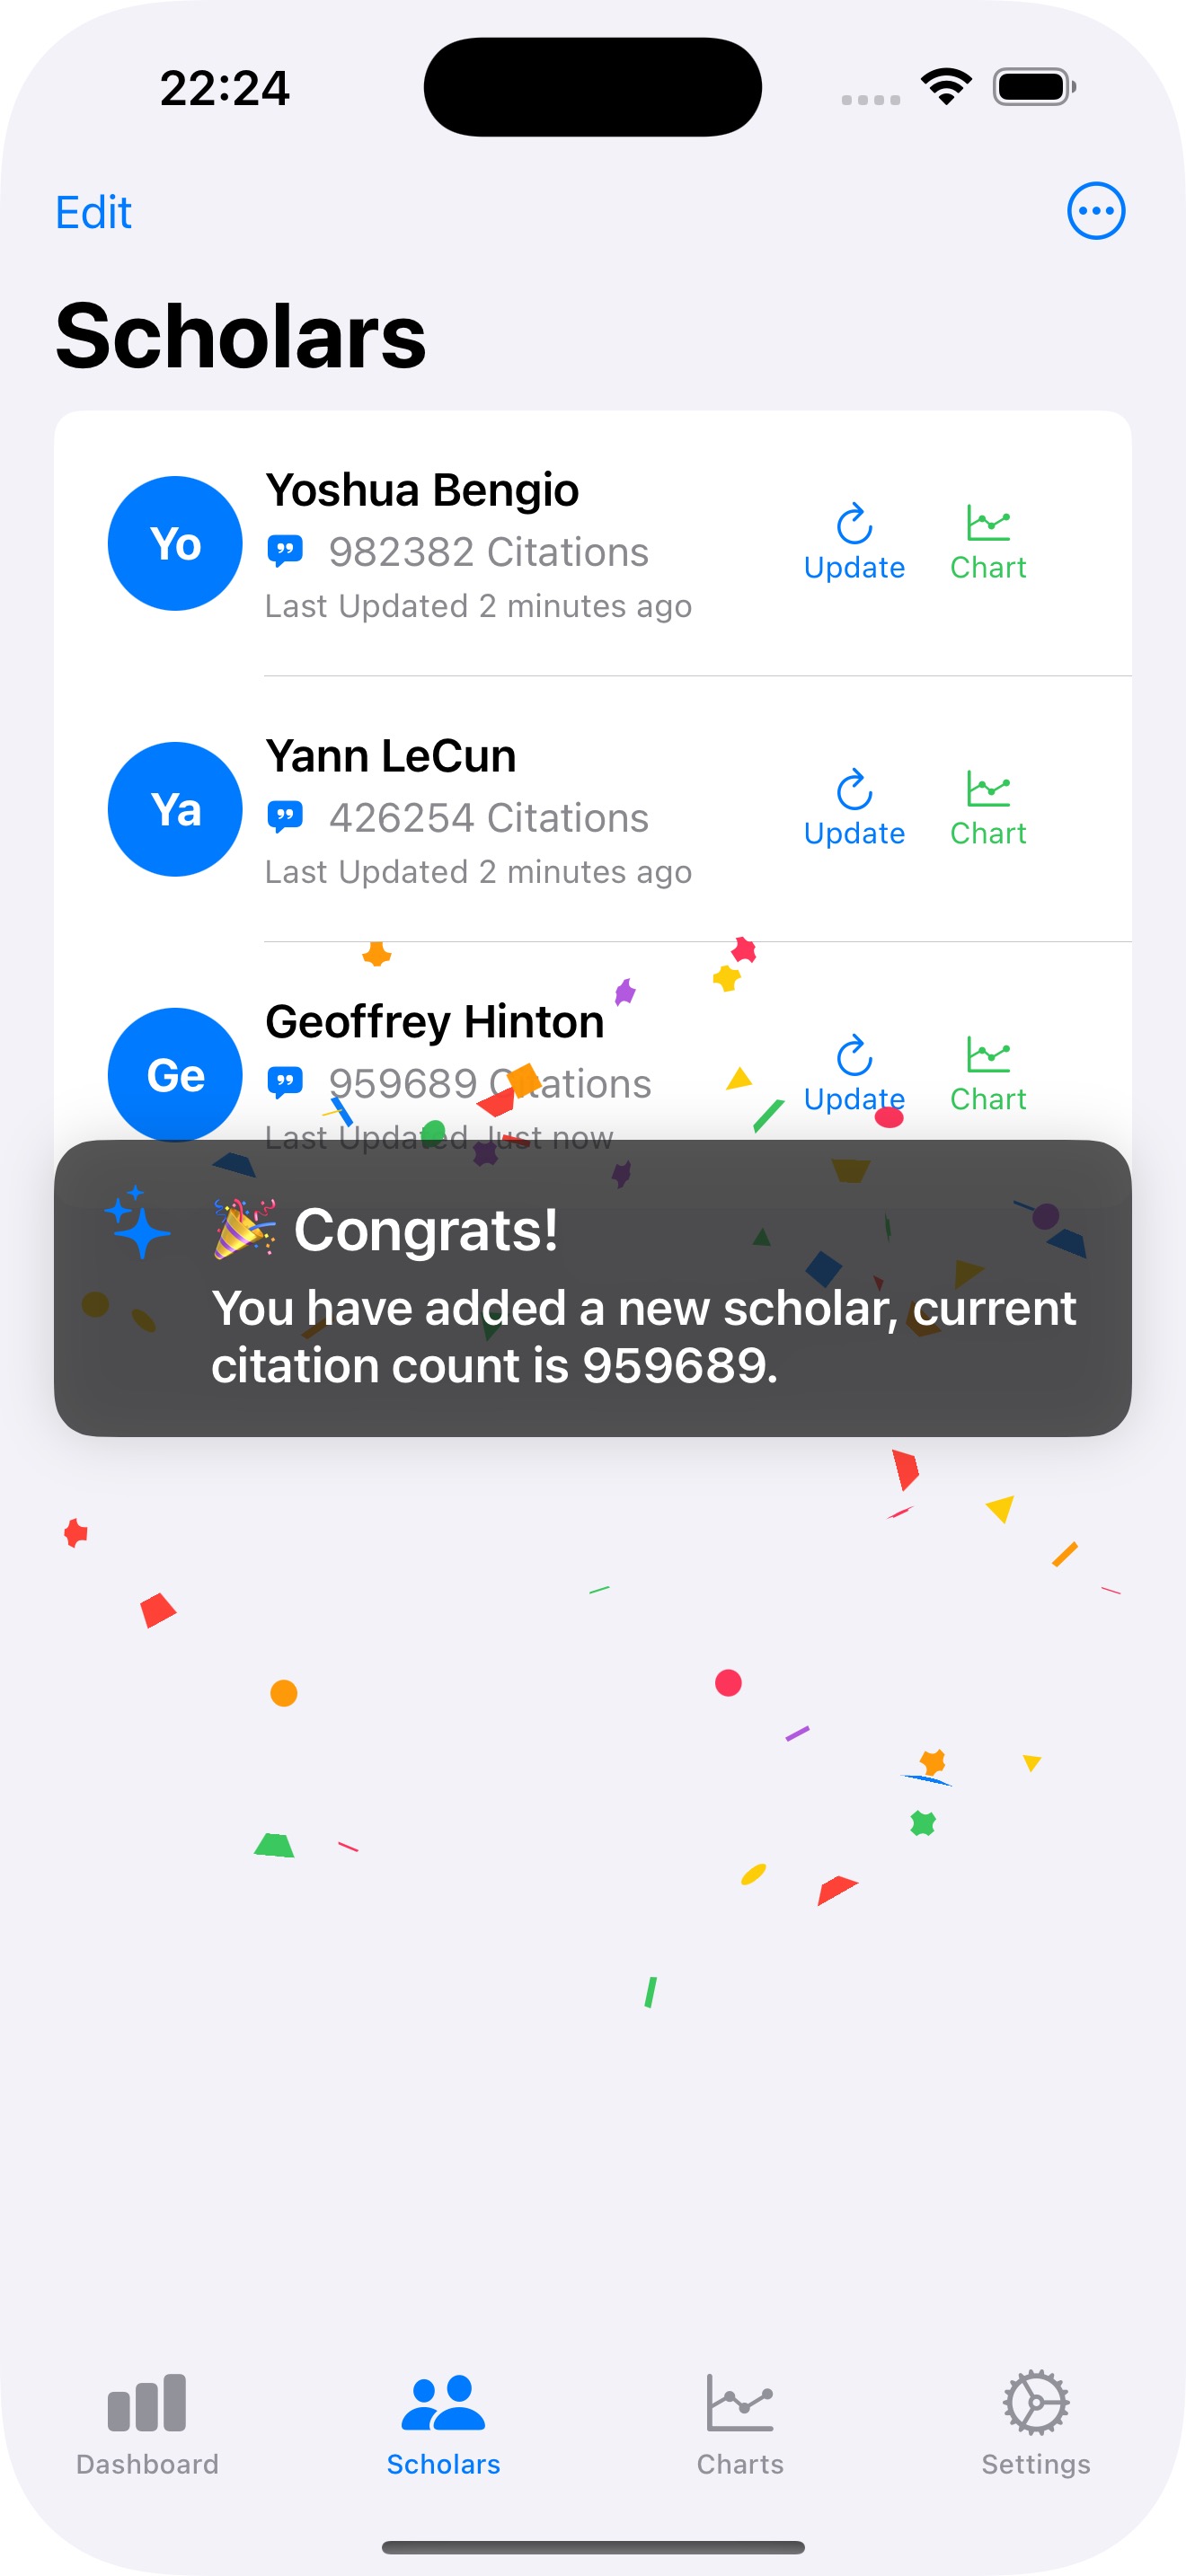 22:24
Edit
Scholars
Yo
Yoshua Bengio
982382 Citations
Last Updated 2 minutes ago
Update
Chart
Ya
Yann LeCun
426254 Citations
Last Updated 2 minutes ago
Update
Chart
Ge
Geoffrey Hinton
959689 Citations
Last Updated Just now
Update
Chart
🎉 Congrats!
You have added a new scholar, current
citation count is 959689.
Dashboard
Scholars
Charts
Settings